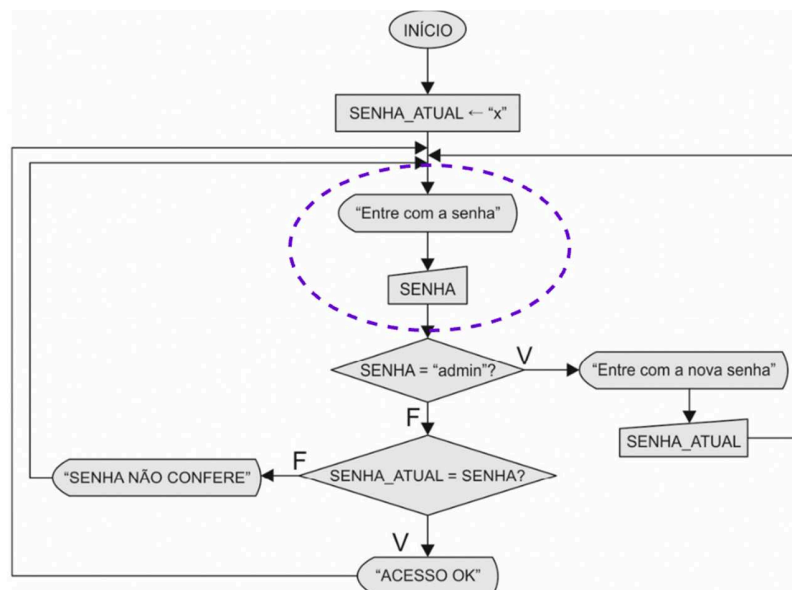 INÍCIO
SENHA_ATUAL ← “x”
“Entre com a senha”
SENHA
SENHA = “admin”?
V
“Entre com a nova senha”
F
SENHA_ATUAL
“SENHA NÃO CONFERE”
F
SENHA_ATUAL = SENHA?
V
“ACESSO OK”